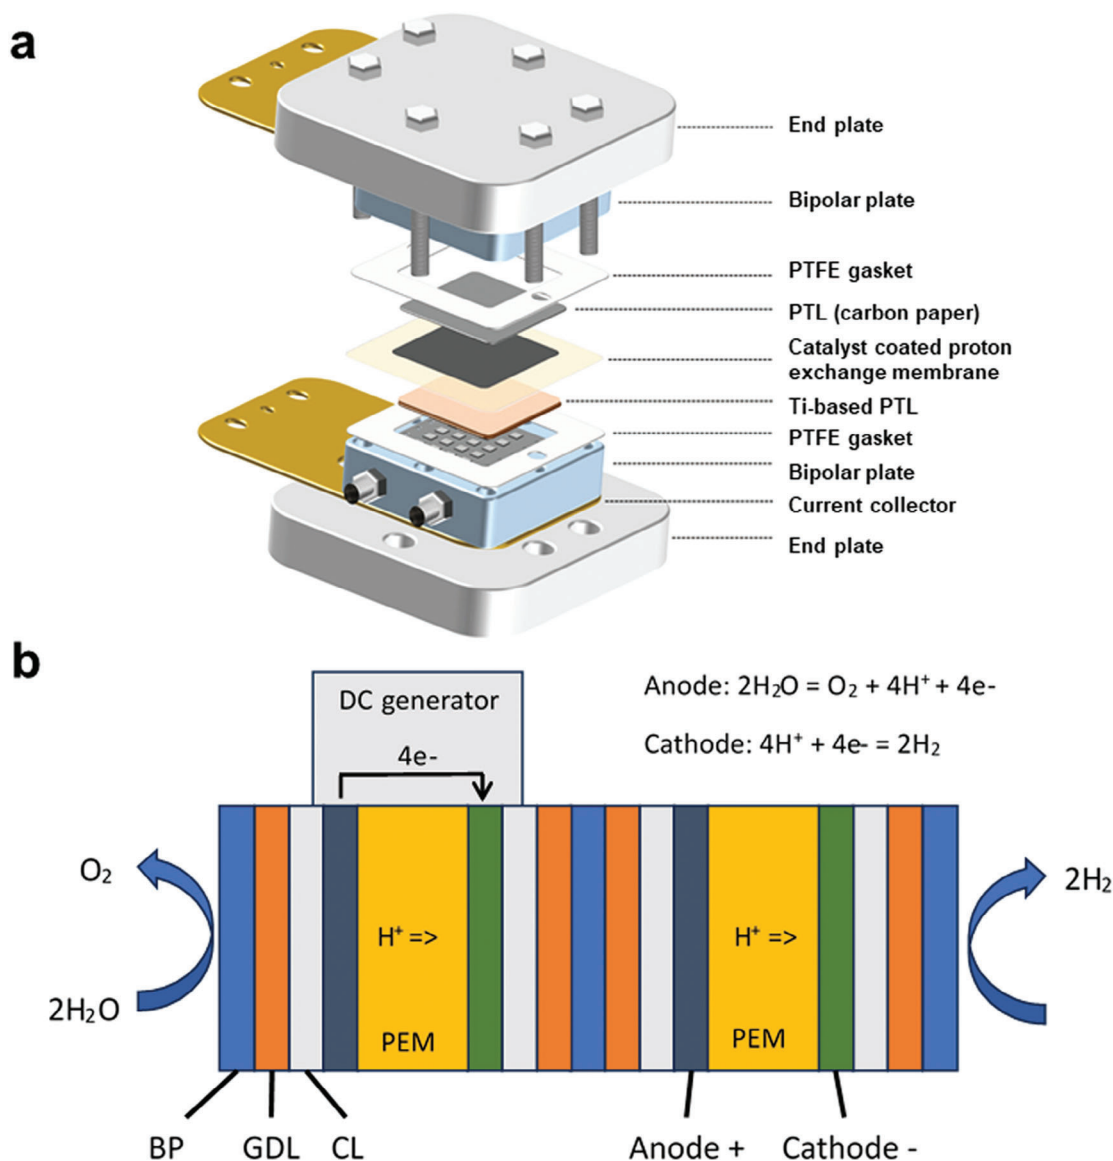 a
End plate
Bipolar plate
PTFE gasket
PTL (carbon paper)
Catalyst coated proton
exchange membrane
Ti-based PTL
PTFE gasket
Bipolar plate
Current collector
End plate
b
DC generator
4e-
Anode: 2H₂O = O₂ + 4H⁺ + 4e-
Cathode: 4H⁺ + 4e- = 2H₂
O₂
2H₂O
H⁺ =>
PEM
H⁺ =>
PEM
2H₂
BP
GDL
CL
Anode +
Cathode -